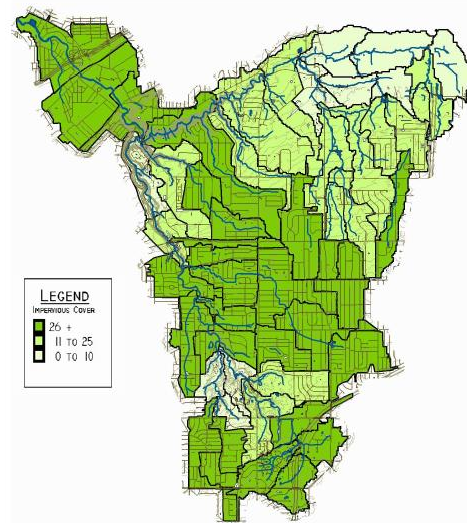 LEGEND
IMPERVIOUS COVER
26 +
11 TO 25
0 TO 10